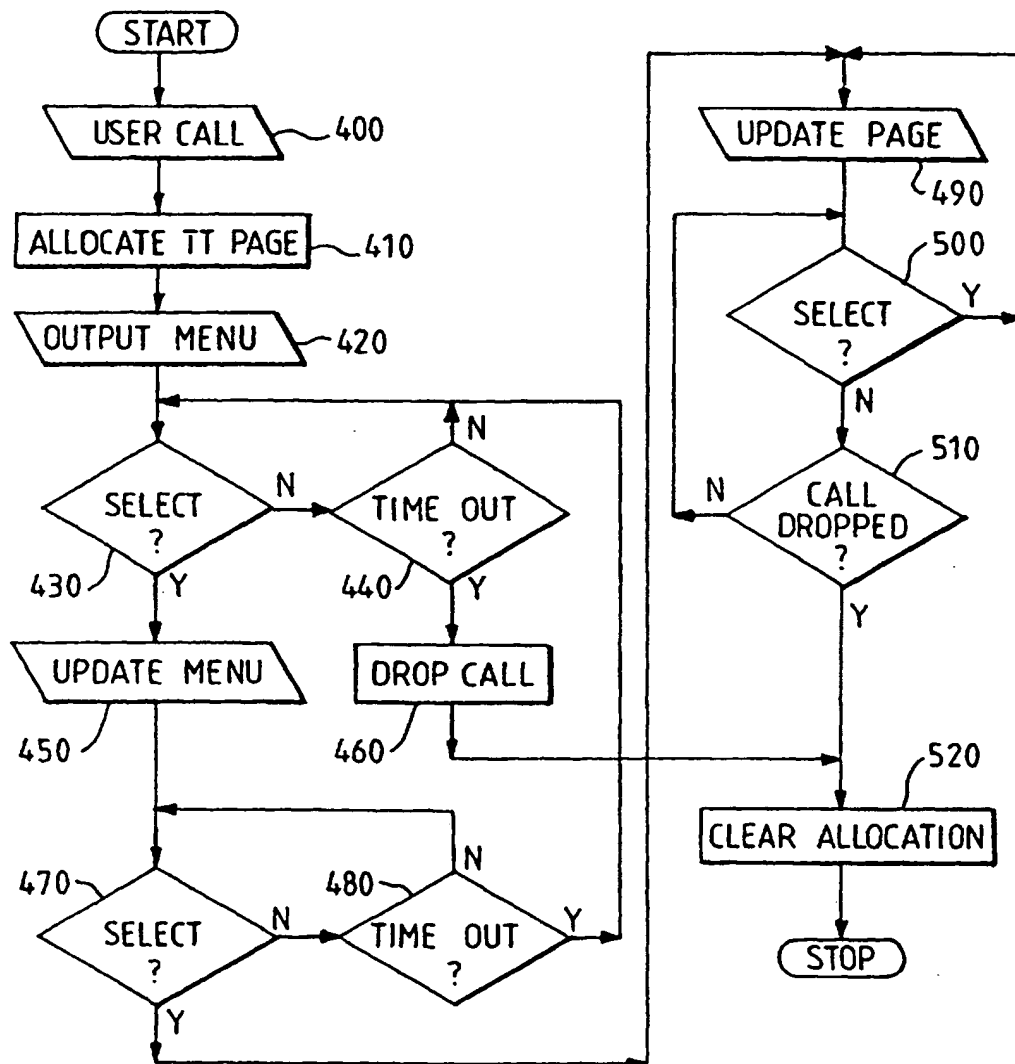 START
USER CALL
400
ALLOCATE TT PAGE
410
OUTPUT MENU
420
SELECT
?
430
N
Y
TIME OUT
?
440
N
Y
UPDATE MENU
450
DROP CALL
460
SELECT
?
470
N
Y
TIME OUT
?
480
N
Y
UPDATE PAGE
490
SELECT
?
500
Y
N
CALL
DROPPED
?
510
N
Y
CLEAR ALLOCATION
520
STOP